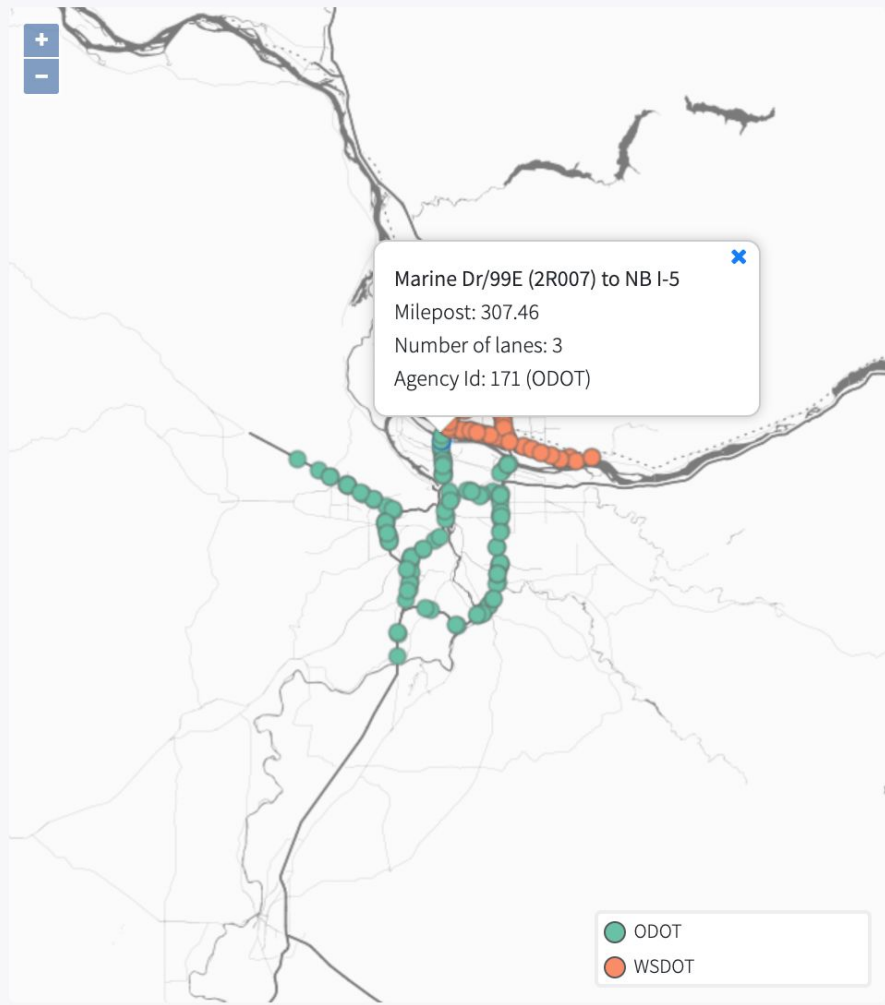 +
−
Marine Dr/99E (2R007) to NB I-5
Milepost: 307.46
Number of lanes: 3
Agency Id: 171 (ODOT)
ODOT
WSDOT